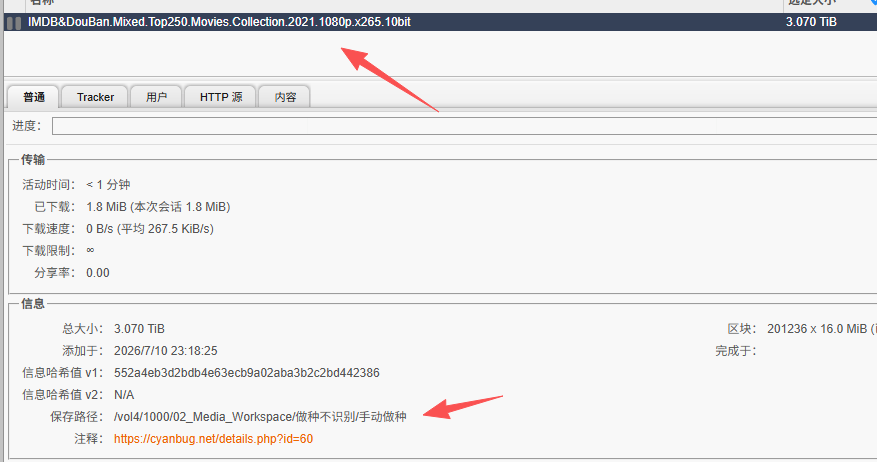 名称 选定大小
IMDB&DouBan.Mixed.Top250.Movies.Collection.2021.1080p.x265.10bit 3.070 TiB
普通 Tracker 用户 HTTP 源 内容
进度：
传输
活动时间： < 1 分钟
已下载： 1.8 MiB (本次会话 1.8 MiB)
下载速度： 0 B/s (平均 267.5 KiB/s)
下载限制： ∞
分享率： 0.00
信息
总大小： 3.070 TiB 区块： 201236 x 16.0 MiB (
添加于： 2026/7/10 23:18:25 完成于：
信息哈希值 v1： 552a4eb3d2bdb4e63ecb9a02aba3b2c2bd442386
信息哈希值 v2： N/A
保存路径： /vol4/1000/02_Media_Workspace/做种不识别/手动做种
注释： https://cyanbug.net/details.php?id=60